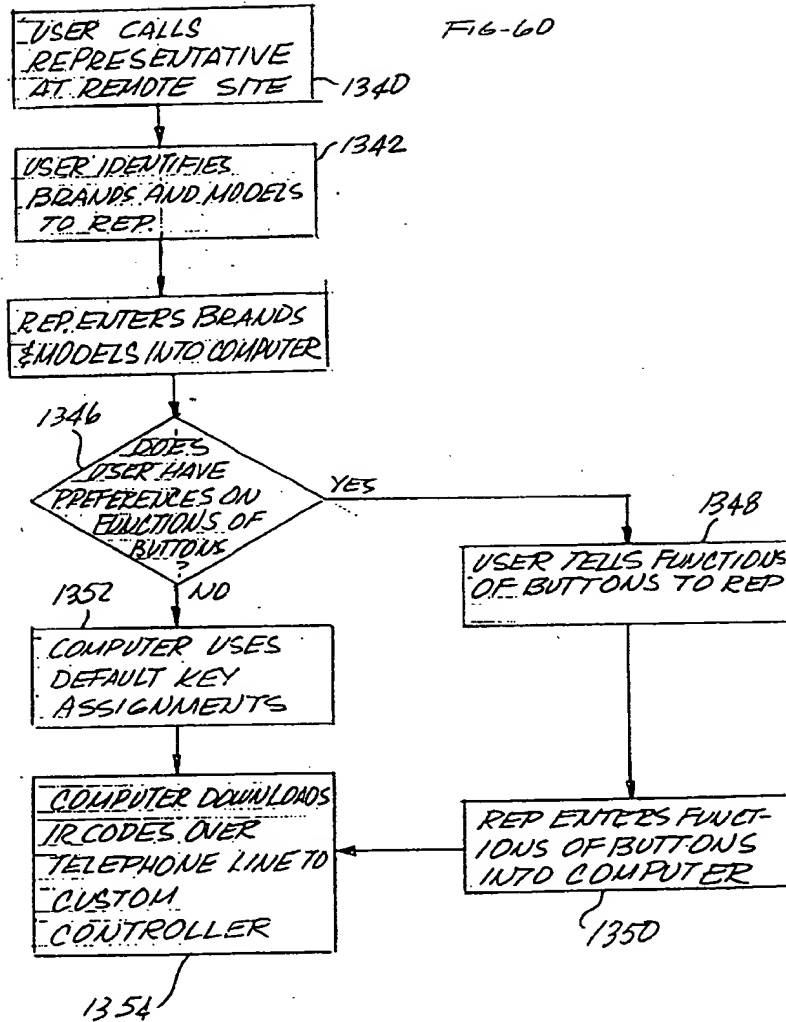 FIG-60
USER CALLS
REPRESENTATIVE
AT REMOTE SITE
1340
1342
USER IDENTIFIES
BRANDS AND MODELS
TO REP.
REP. ENTERS BRANDS
& MODELS INTO COMPUTER
1346
DOES
USER HAVE
PREFERENCES ON
FUNCTIONS OF
BUTTONS
?
YES
1348
USER TELLS FUNCTIONS
OF BUTTONS TO REP
NO
1352
COMPUTER USES
DEFAULT KEY
ASSIGNMENTS
COMPUTER DOWNLOADS
IR CODES OVER
TELEPHONE LINE TO
CUSTOM
CONTROLLER
1354
REP ENTERS FUNCT-
IONS OF BUTTONS
INTO COMPUTER
1350